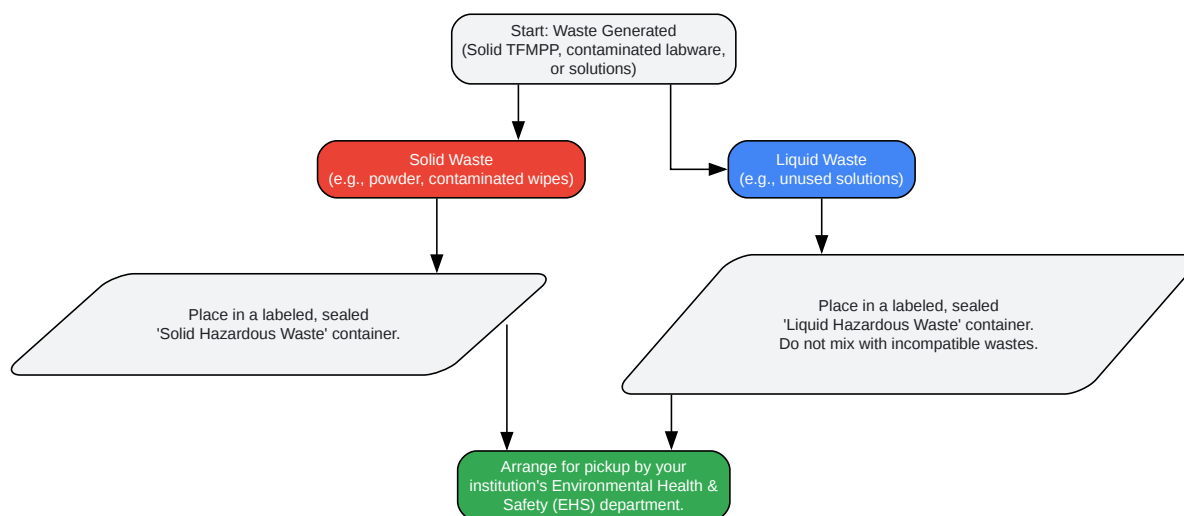 Start: Waste Generated
(Solid TFMPP, contaminated labware,
or solutions)
Solid Waste
(e.g., powder, contaminated wipes)
Liquid Waste
(e.g., unused solutions)
Place in a labeled, sealed
'Solid Hazardous Waste' container.
Place in a labeled, sealed
'Liquid Hazardous Waste' container.
Do not mix with incompatible wastes.
Arrange for pickup by your
institution's Environmental Health &
Safety (EHS) department.